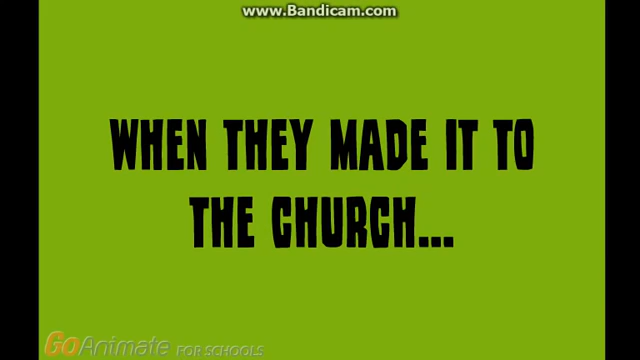 www.Bandicam.com
WHEN THEY MADE IT TO
THE CHURCH...
GoAnimate FOR SCHOOLS